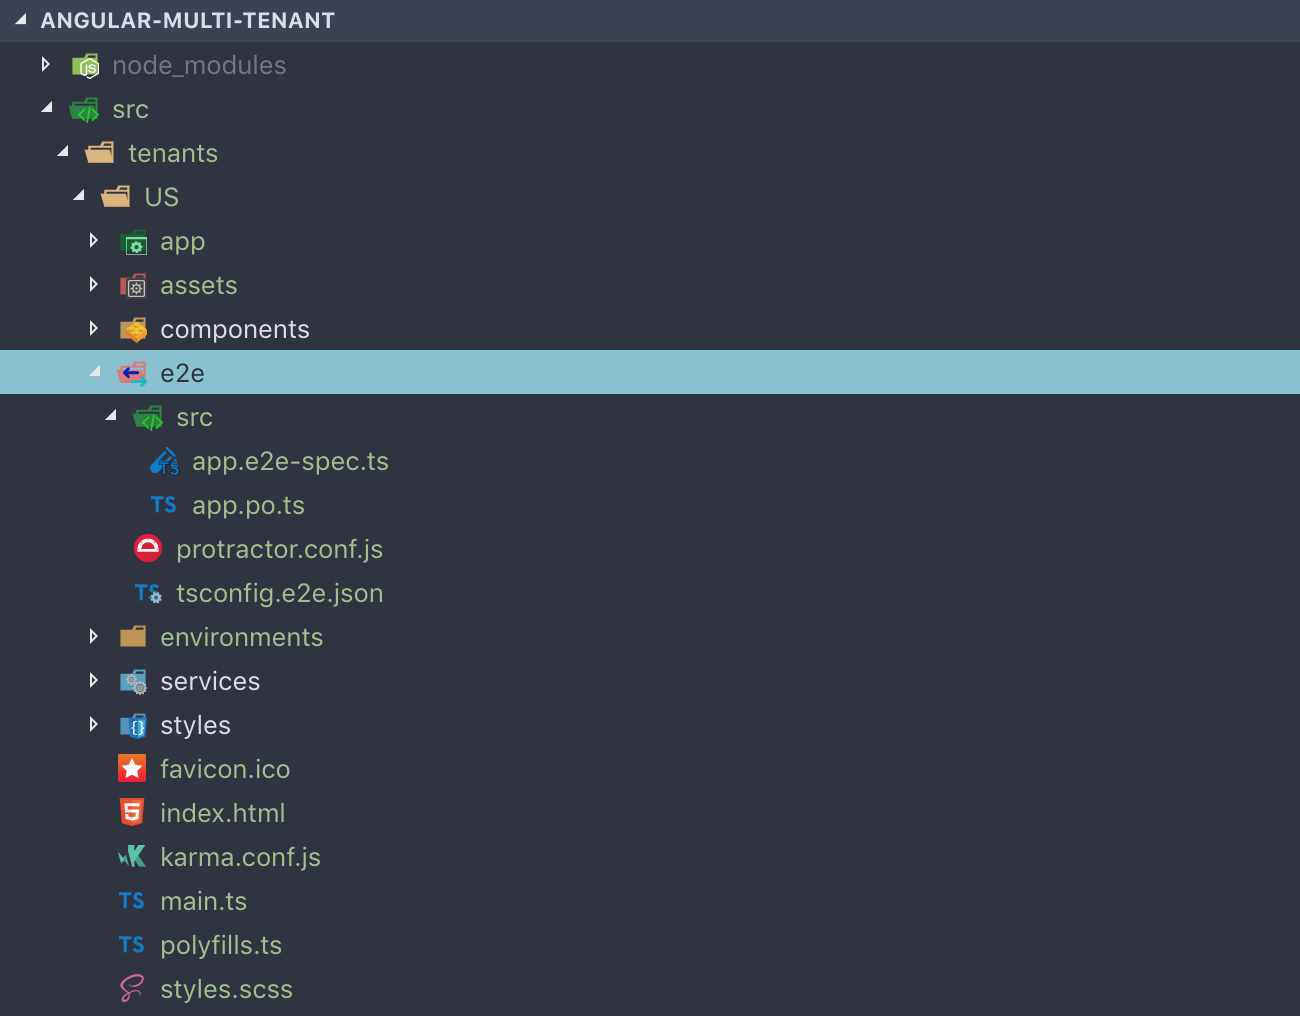 ANGULAR-MULTI-TENANT
node_modules
src
tenants
US
app
assets
components
e2e
src
app.e2e-spec.ts
TS app.po.ts
protractor.conf.js
TS tsconfig.e2e.json
environments
services
styles
favicon.ico
index.html
karma.conf.js
TS main.ts
TS polyfills.ts
styles.scss